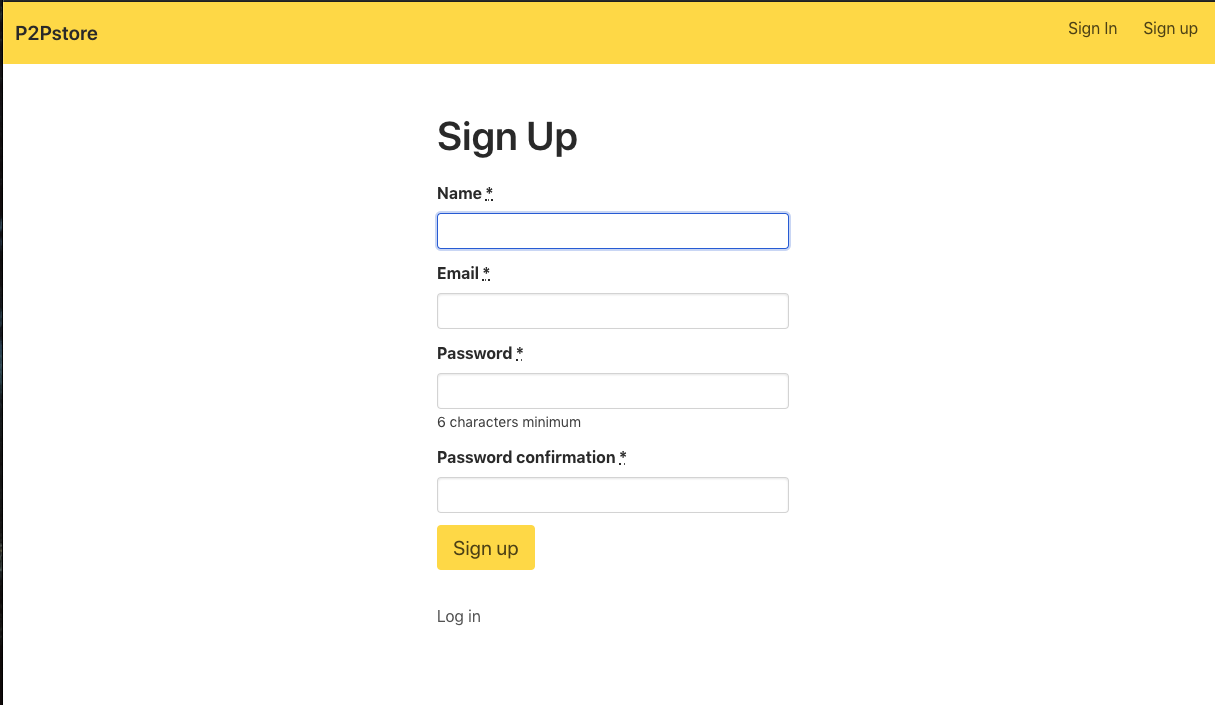 P2Pstore Sign In Sign up
Sign Up
Name *
Email *
Password *
6 characters minimum
Password confirmation *
Sign up
Log in